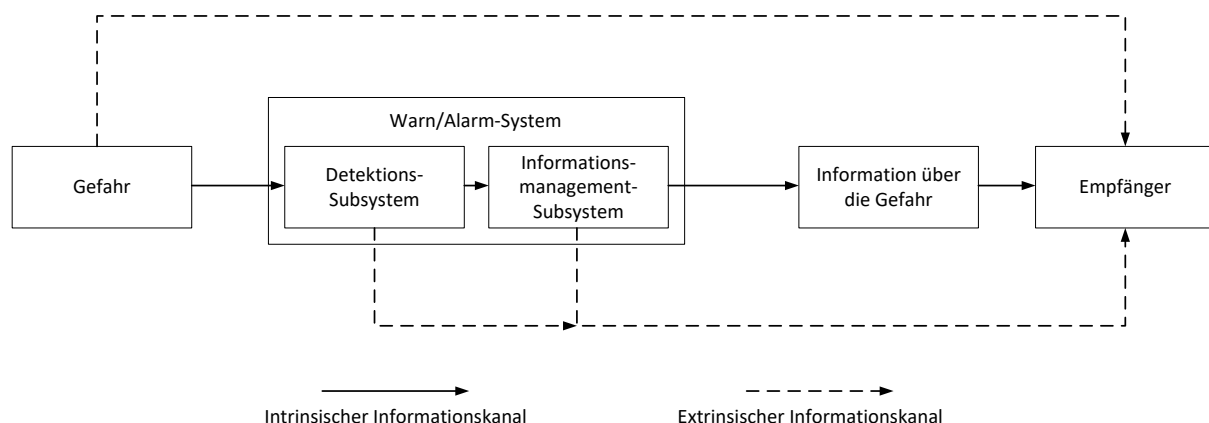 Warn/Alarm-System
Gefahr
Detektions-
Subsystem
Informations-
management-
Subsystem
Information über
die Gefahr
Empfänger
Intrinsischer Informationskanal
Extrinsischer Informationskanal